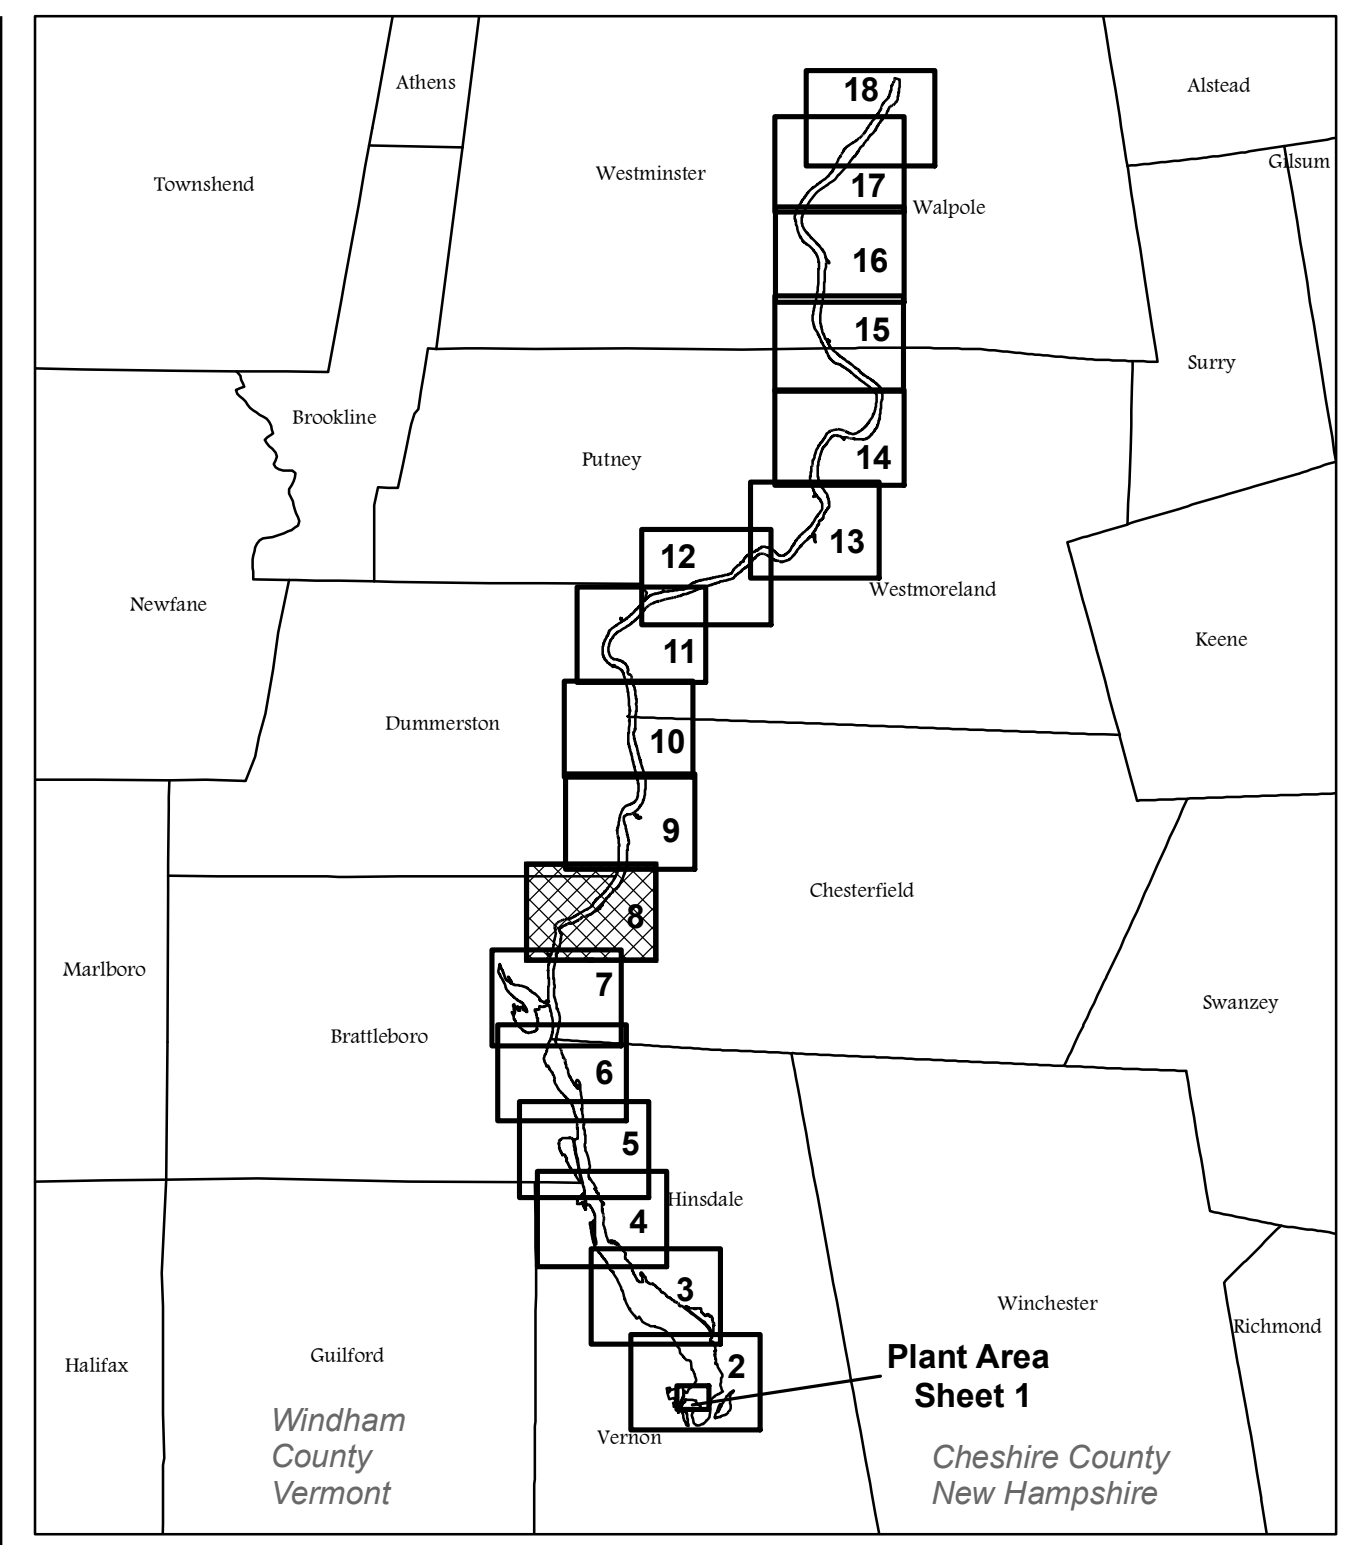 18
Athens
Alstead
Gilsum
Westminster
Townshend
17
Walpole
16
15
Surry
Brookline
Putney
14
13
12
Westmoreland
Newfane
Keene
11
Dummerston
10
9
Chesterfield
8
Marlboro
7
Swanzey
Brattleboro
6
5
Hinsdale
4
3
Winchester
Richmond
Guilford
Halifax
2
Plant Area
Sheet 1
Vernon
Windham
County
Vermont
Cheshire County
New Hampshire